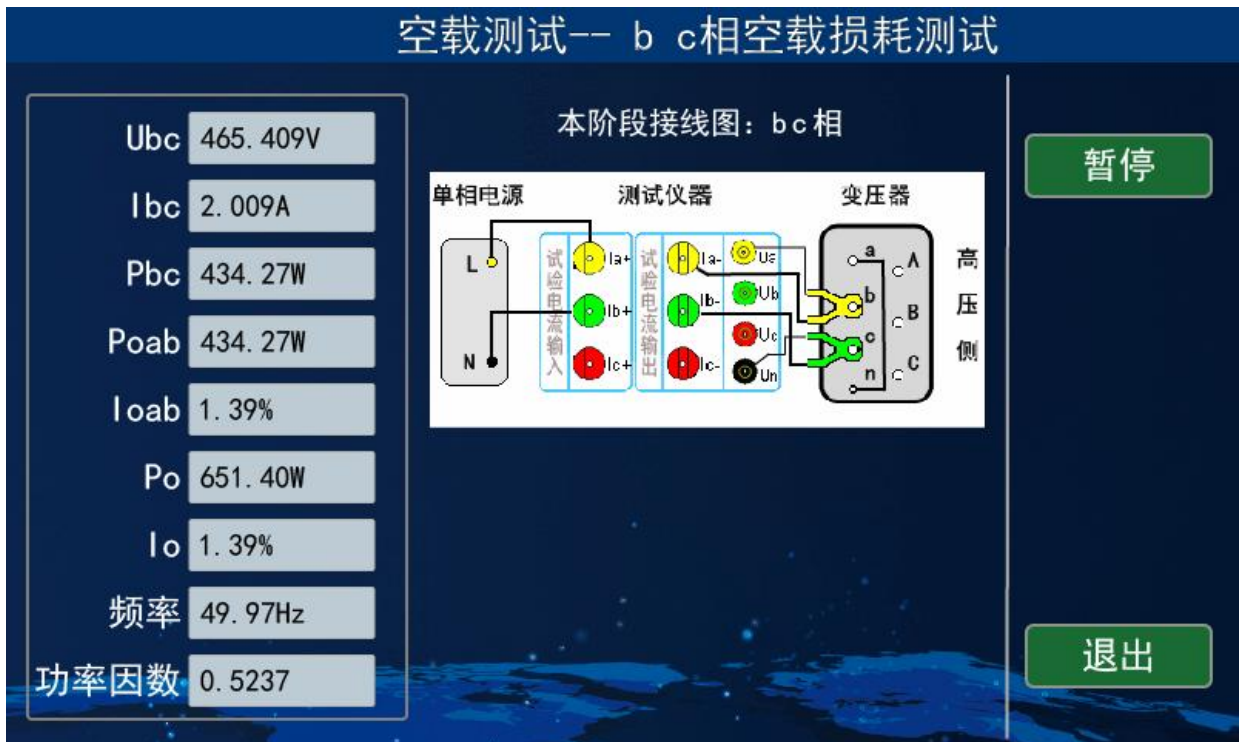 空载测试-- b c相空载损耗测试
Ubc 465.409V
Ibc 2.009A
Pbc 434.27W
Poab 434.27W
Ioab 1.39%
Po 651.40W
Io 1.39%
频率 49.97Hz
功率因数 0.5237
本阶段接线图: bc相
单相电源 测试仪器 变压器
L
N
试验电流输入
Ia+
Ib+
Ic+
试验电流输出
Ia-
Ib-
Ic-
Ua
Ub
Uc
Un
a
b
c
n
A
B
C
高压侧
暂停
退出